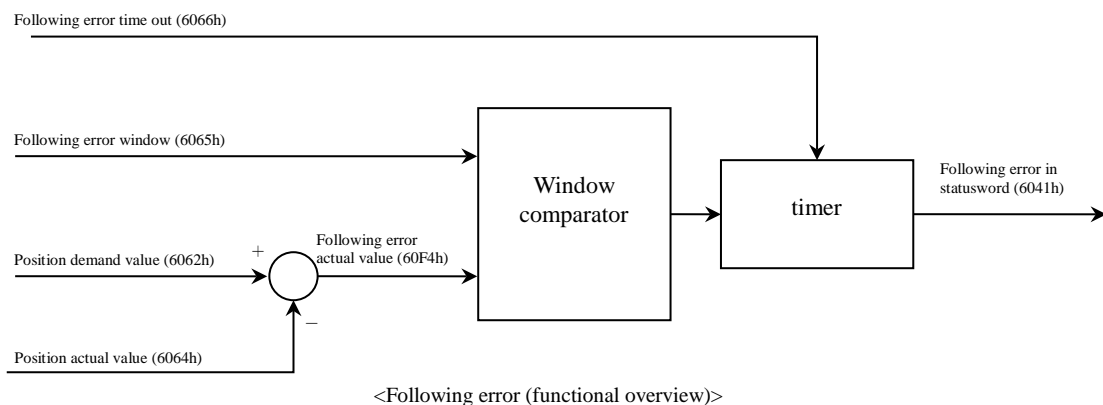 Following error time out (6066h)
Following error window (6065h)
Window
comparator
timer
Following error in
statusword (6041h)
Position demand value (6062h)
+
Following error
actual value (60F4h)
−
Position actual value (6064h)
<Following error (functional overview)>